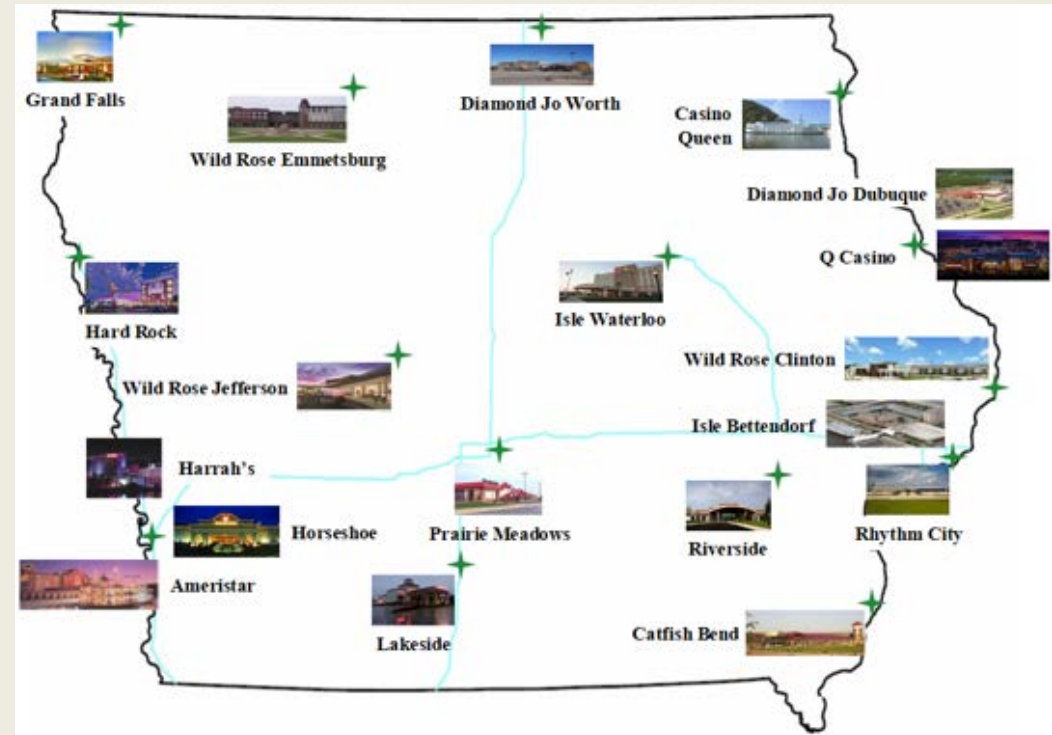 Grand Falls
Diamond Jo Worth
Casino
Queen
Wild Rose Emmetsburg
Diamond Jo Dubuque
Q Casino
Isle Waterloo
Hard Rock
Wild Rose Clinton
Wild Rose Jefferson
Isle Bettendorf
Harrah's
Prairie Meadows
Horseshoe
Riverside
Rhythm City
Ameristar
Lakeside
Catfish Bend